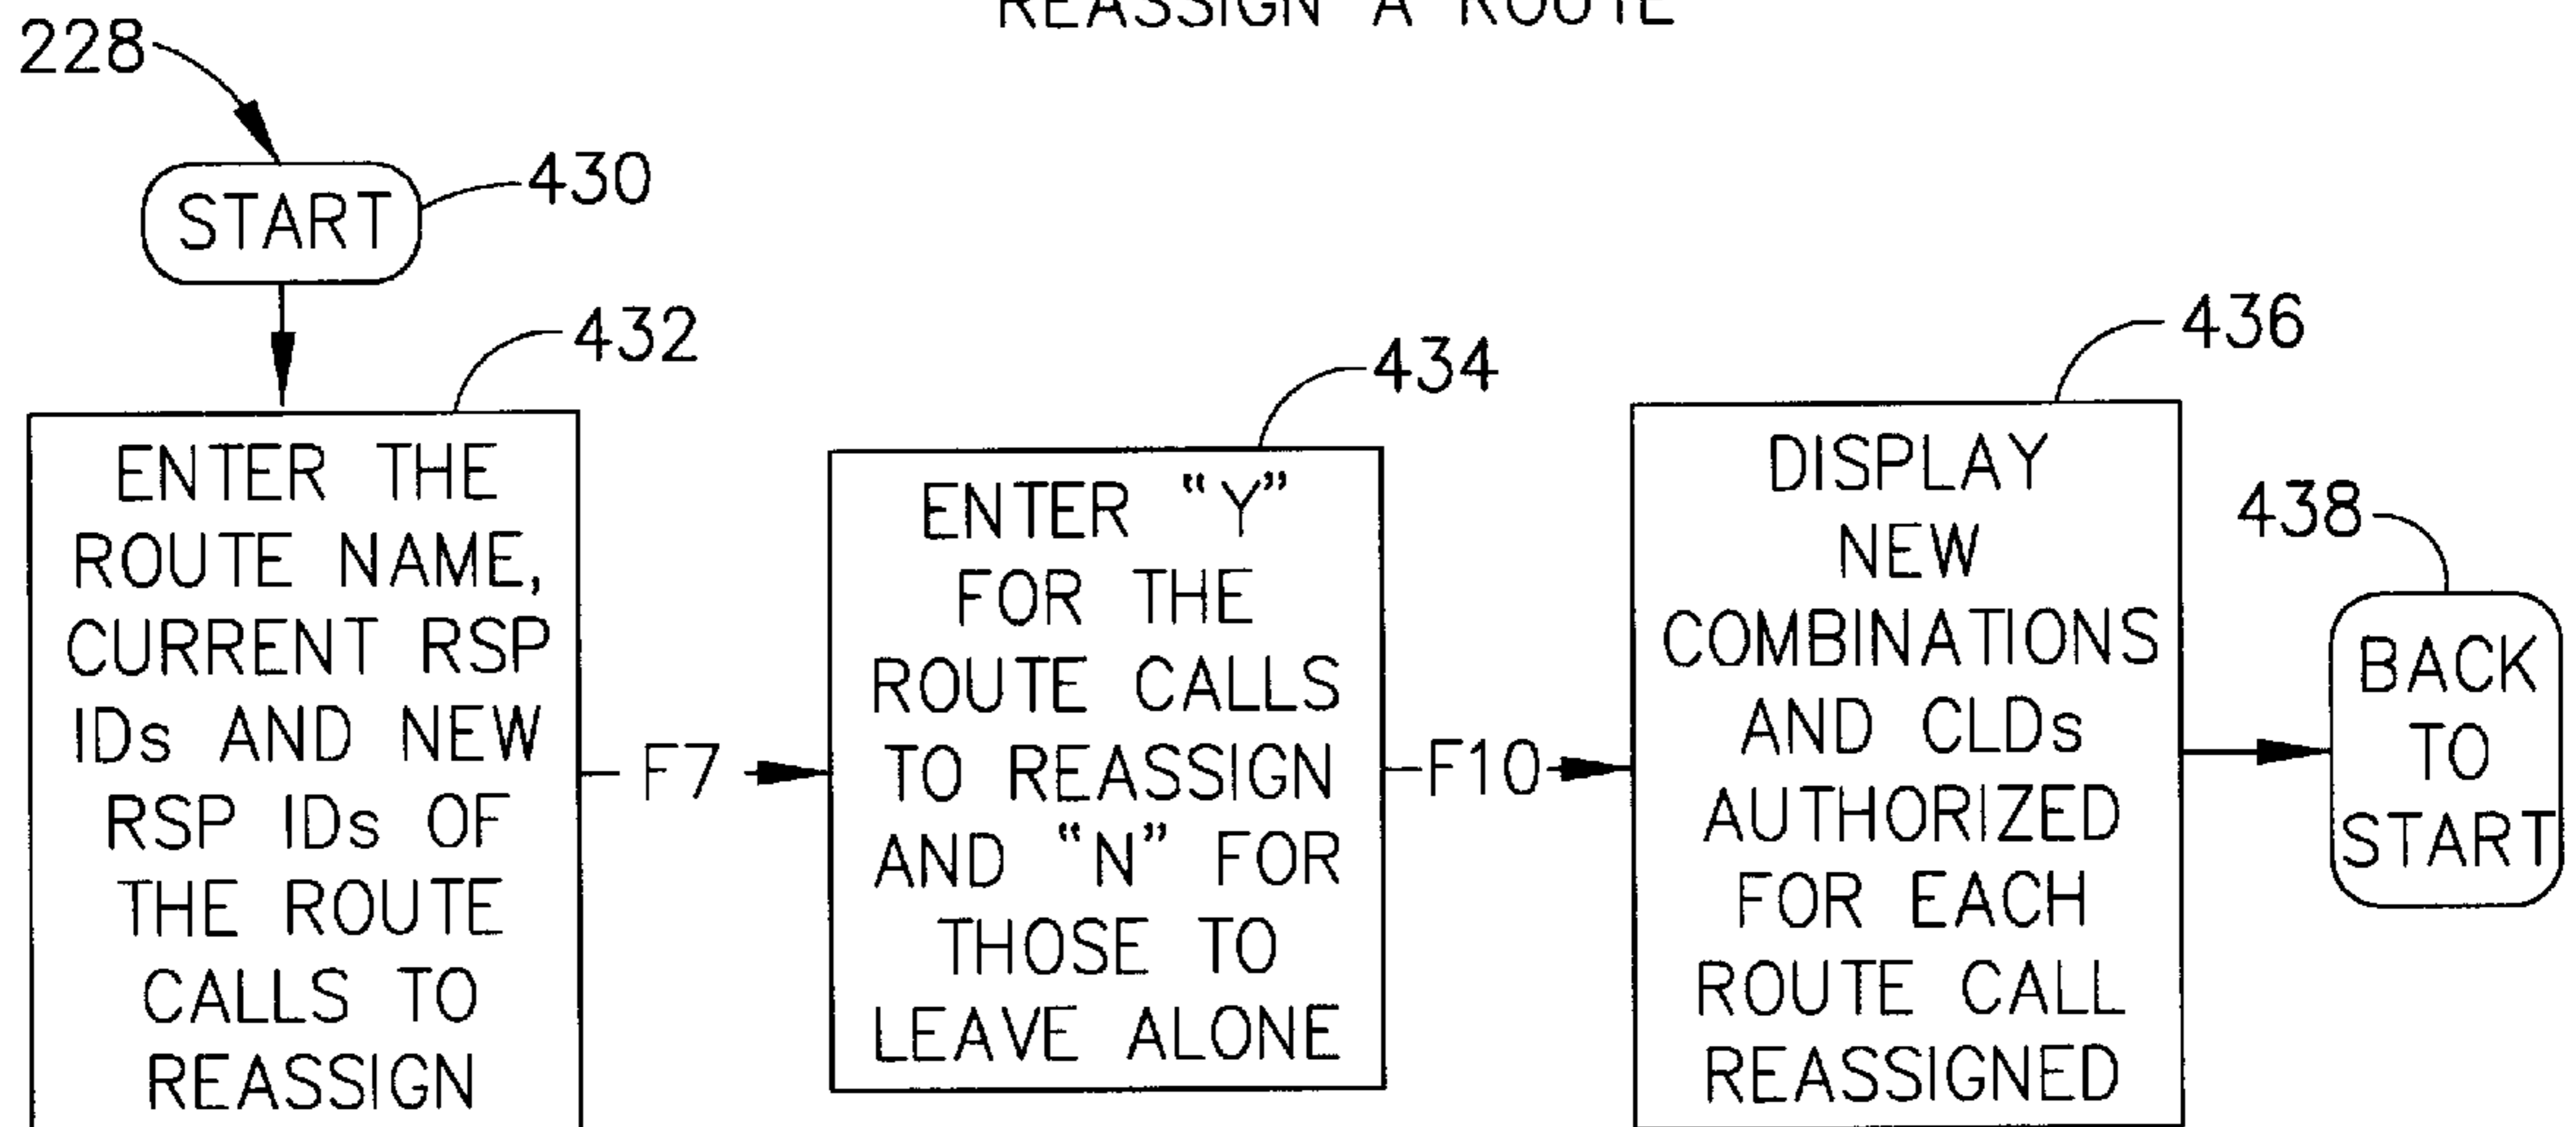 REASSIGN A ROUTE
228
START
430
432
ENTER THE
ROUTE NAME,
CURRENT RSP
IDs AND NEW
RSP IDs OF
THE ROUTE
CALLS TO
REASSIGN
F7
434
ENTER “Y”
FOR THE
ROUTE CALLS
TO REASSIGN
AND “N” FOR
THOSE TO
LEAVE ALONE
F10
436
DISPLAY
NEW
COMBINATIONS
AND CLDs
AUTHORIZED
FOR EACH
ROUTE CALL
REASSIGNED
438
BACK
TO
START